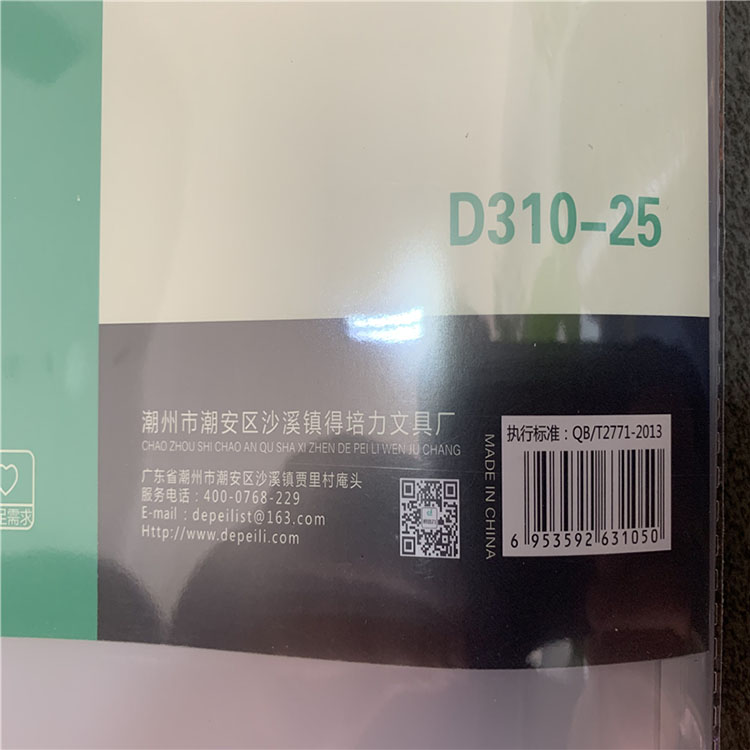 D310-25
潮州市潮安区沙溪镇得培力文具厂
CHAO ZHOU SHI CHAO AN QU SHA XI ZHEN DE PEI LI WEN JU CHANG
广东省潮州市潮安区沙溪镇贾里村庵头
服务电话:400-0768-229
E-mail:depeilist@163.com
Http://www.depeili.com
MADE IN CHINA
执行标准:QB/T2771-2013
6 953592 631050
足需求